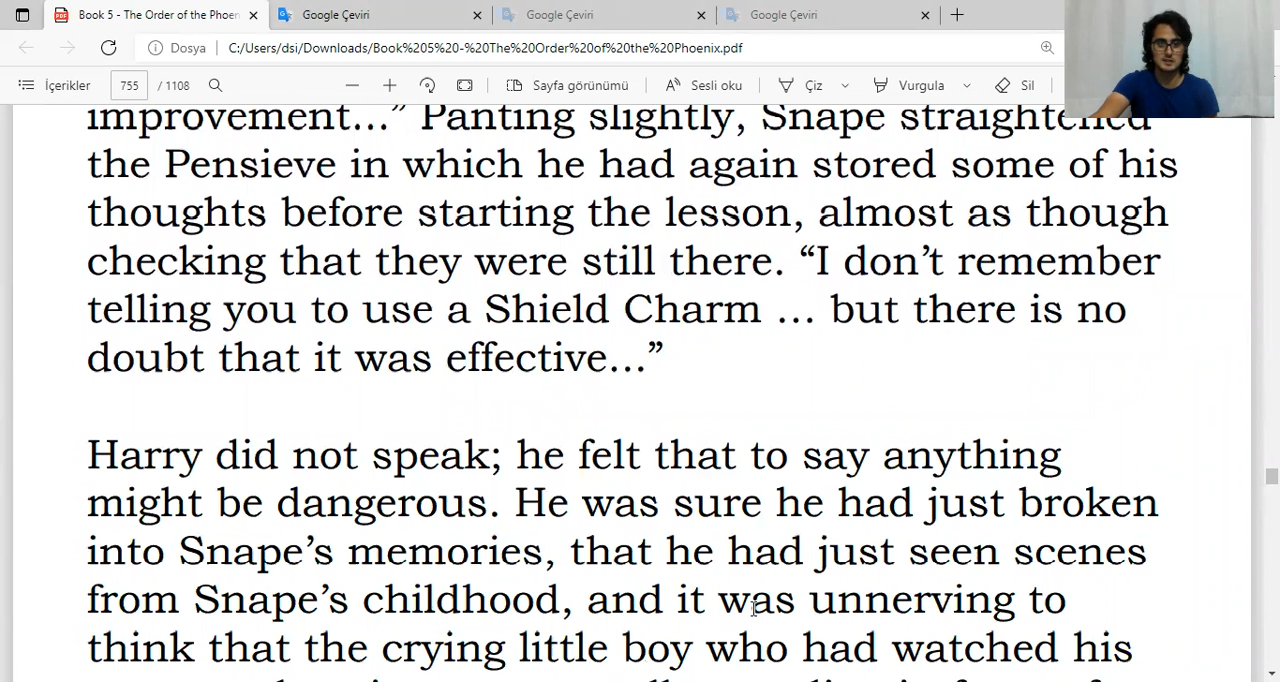 Book 5 - The Order of the Phoen
Google Çeviri
Google Çeviri
Google Çeviri
Dosya
C:/Users/dsi/Downloads/Book%205%20-%20The%20Order%20of%20the%20Phoenix.pdf
İçerikler
755 / 1108
Sayfa görünümü
Sesli oku
Çiz
Vurgula
Sil
improvement…” Panting slightly, Snape straightened
the Pensieve in which he had again stored some of his
thoughts before starting the lesson, almost as though
checking that they were still there. “I don’t remember
telling you to use a Shield Charm … but there is no
doubt that it was effective…”
Harry did not speak; he felt that to say anything
might be dangerous. He was sure he had just broken
into Snape’s memories, that he had just seen scenes
from Snape’s childhood, and it was unnerving to
think that the crying little boy who had watched his